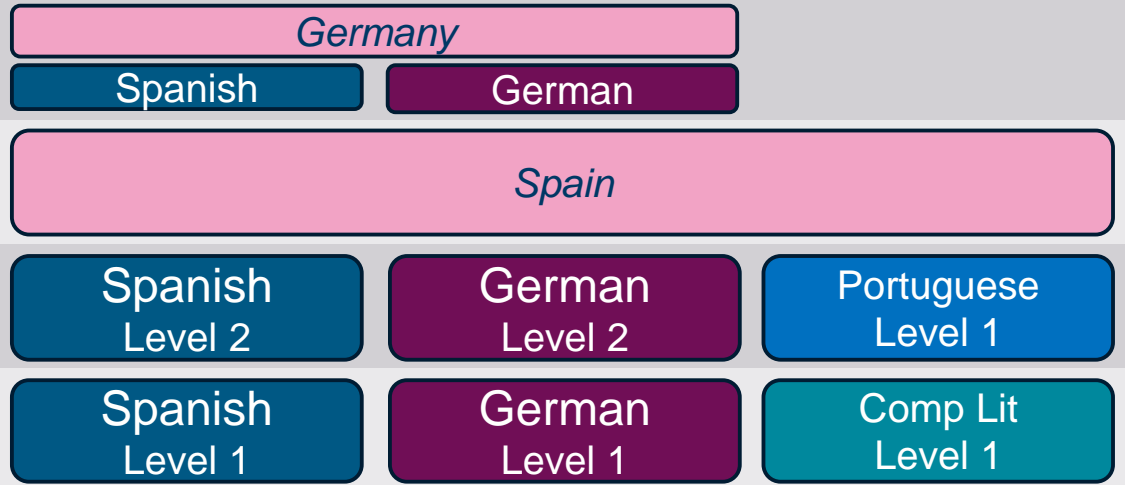 Germany
Spanish
German
Spain
Spanish
Level 2
German
Level 2
Portuguese
Level 1
Spanish
Level 1
German
Level 1
Comp Lit
Level 1